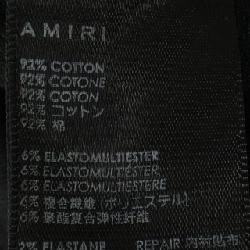 AMIRI
92% COTTON
92% COTONE
92% COTON
92% コットン
92% 棉
6% ELASTOMULTIESTER
6% ELASTOMULTIESTER
6% ELASTOMULTIESTERE
6% 複合繊維 (ポリエステル)
6% 聚酯复合弹性纤维
2% ELASTANE
REPAIR